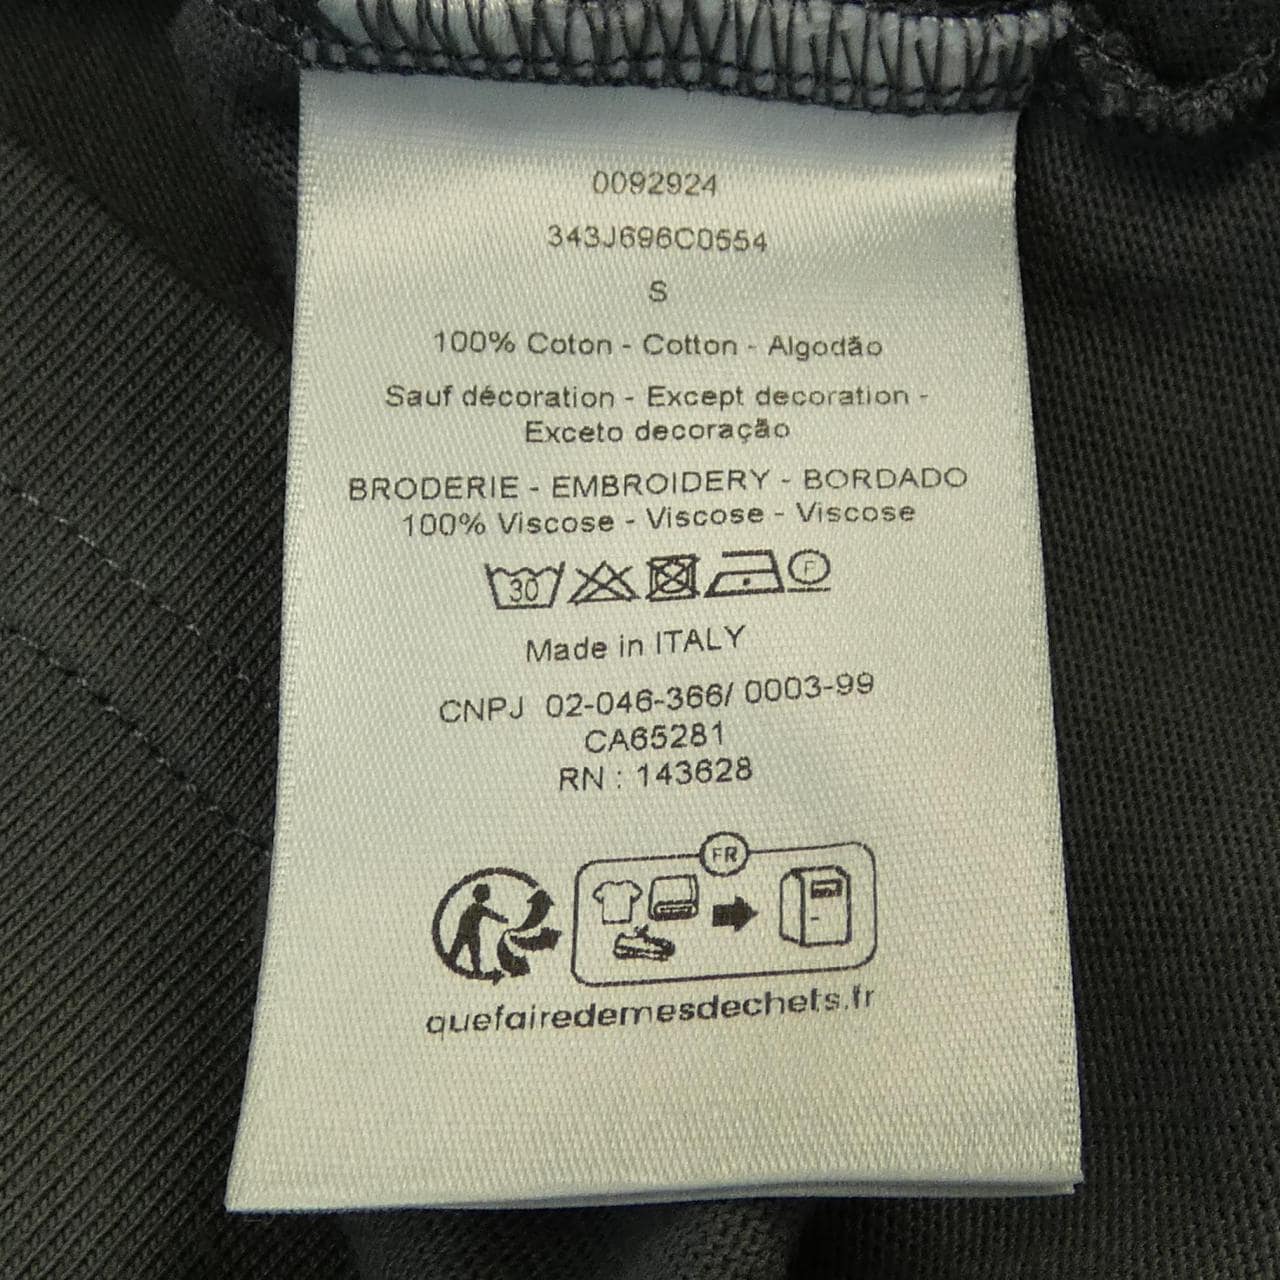 0092924
343J696C0554
S
100% Coton - Cotton - Algodão
Sauf décoration - Except decoration -
Exceto decoração
BRODERIE - EMBROIDERY - BORDADO
100% Viscose - Viscose - Viscose
30 F
Made in ITALY
CNPJ 02-046-366/ 0003-99
CA65281
RN : 143628
FR
quefairedemesdechets.fr